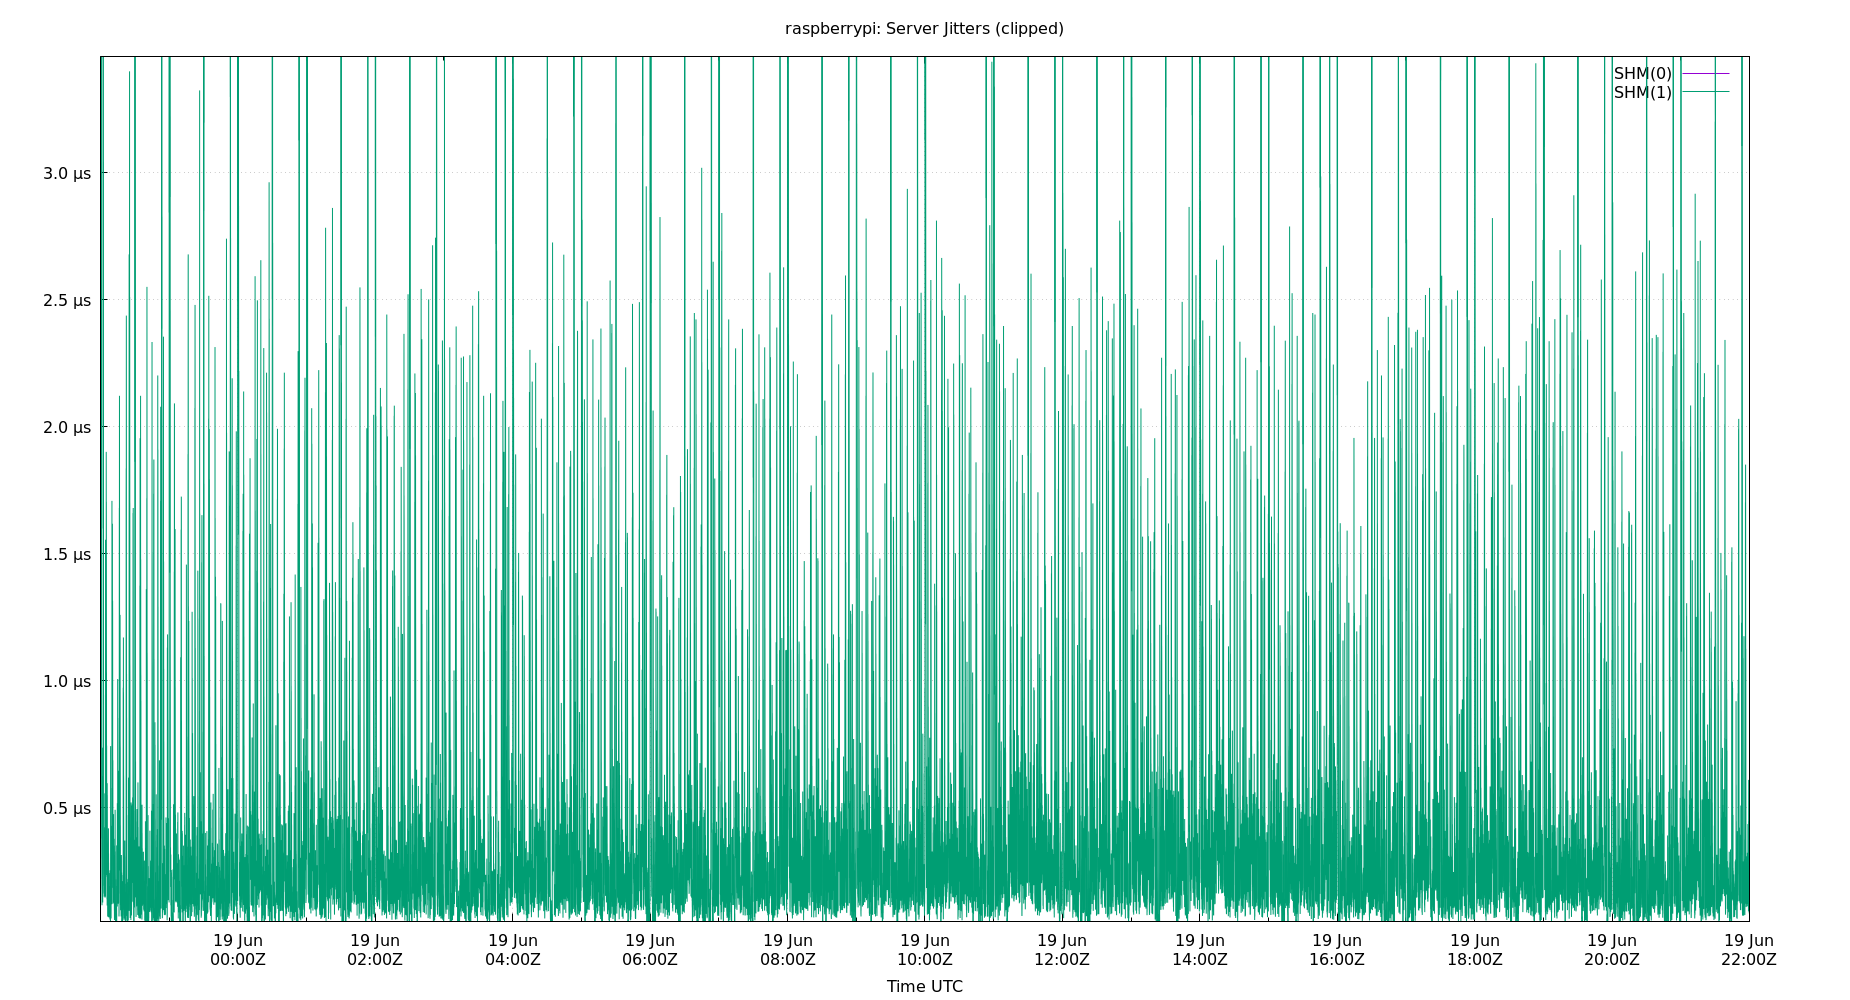 raspberrypi: Server Jitters (clipped)
SHM(0)
SHM(1)
3.0 μs
2.5 μs
2.0 μs
1.5 μs
1.0 μs
0.5 μs
19 Jun 19 Jun 19 Jun 19 Jun 19 Jun 19 Jun 19 Jun 19 Jun 19 Jun 19 Jun 19 Jun 19 Jun
00:00Z 02:00Z 04:00Z 06:00Z 08:00Z 10:00Z 12:00Z 14:00Z 16:00Z 18:00Z 20:00Z 22:00Z
Time UTC